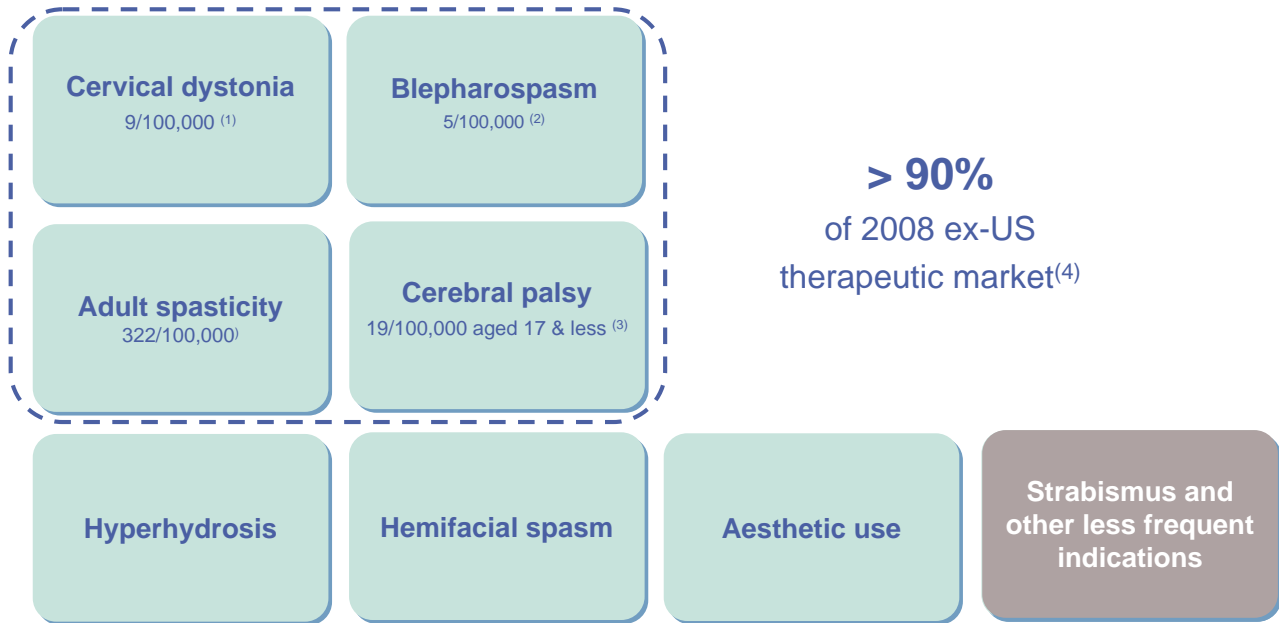 Cervical dystonia
9/100,000 (1)
Blepharospasm
5/100,000 (2)
> 90%
of 2008 ex-US
therapeutic market(4)
Adult spasticity
322/100,000)
Cerebral palsy
19/100,000 aged 17 & less (3)
Hyperhydrosis
Hemifacial spasm
Aesthetic use
Strabismus and
other less frequent
indications